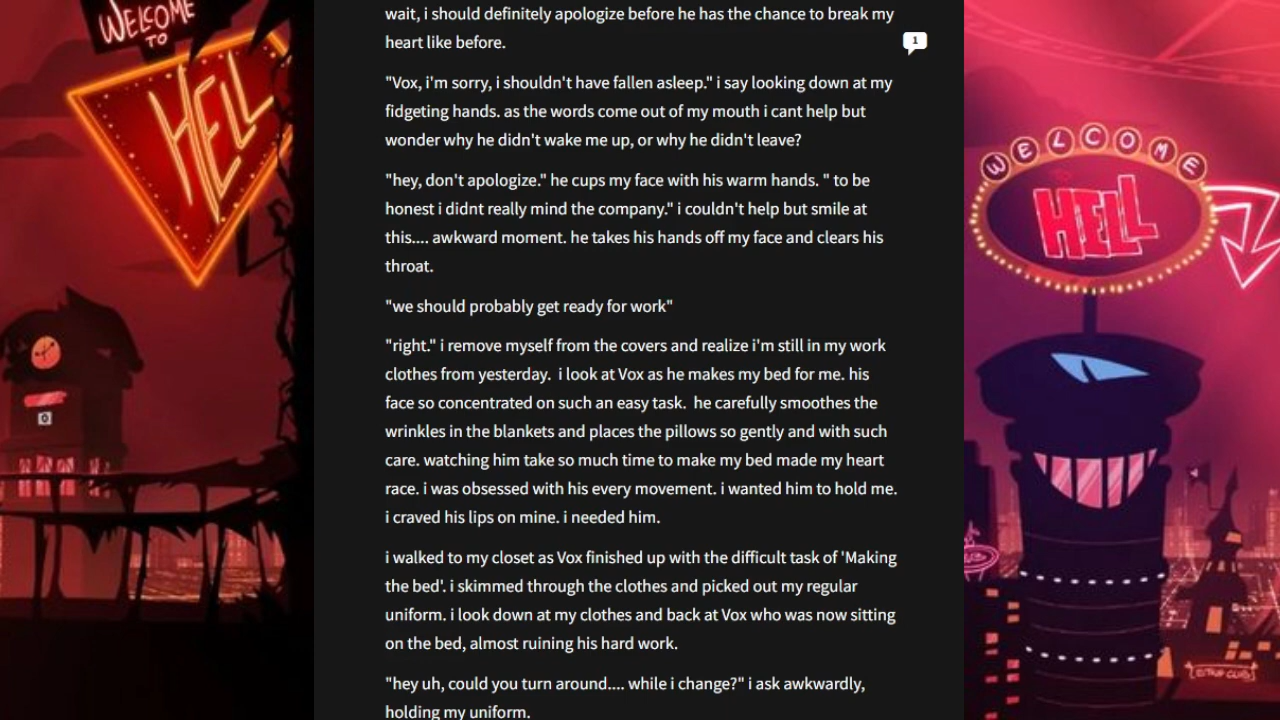 WELCOME
TO
HELL
wait, i should definitely apologize before he has the chance to break my
heart like before.
1
"Vox, i'm sorry, i shouldn't have fallen asleep." i say looking down at my
fidgeting hands. as the words come out of my mouth i cant help but
wonder why he didn't wake me up, or why he didn't leave?
"hey, don't apologize." he cups my face with his warm hands. " to be
honest i didnt really mind the company." i couldn't help but smile at
this.... awkward moment. he takes his hands off my face and clears his
throat.
"we should probably get ready for work"
"right." i remove myself from the covers and realize i'm still in my work
clothes from yesterday.  i look at Vox as he makes my bed for me. his
face so concentrated on such an easy task.  he carefully smoothes the
wrinkles in the blankets and places the pillows so gently and with such
care. watching him take so much time to make my bed made my heart
race. i was obsessed with his every movement. i wanted him to hold me.
i craved his lips on mine. i needed him.
i walked to my closet as Vox finished up with the difficult task of 'Making
the bed'. i skimmed through the clothes and picked out my regular
uniform. i look down at my clothes and back at Vox who was now sitting
on the bed, almost ruining his hard work.
"hey uh, could you turn around.... while i change?" i ask awkwardly,
holding my uniform.
WELCOME
TO
HELL